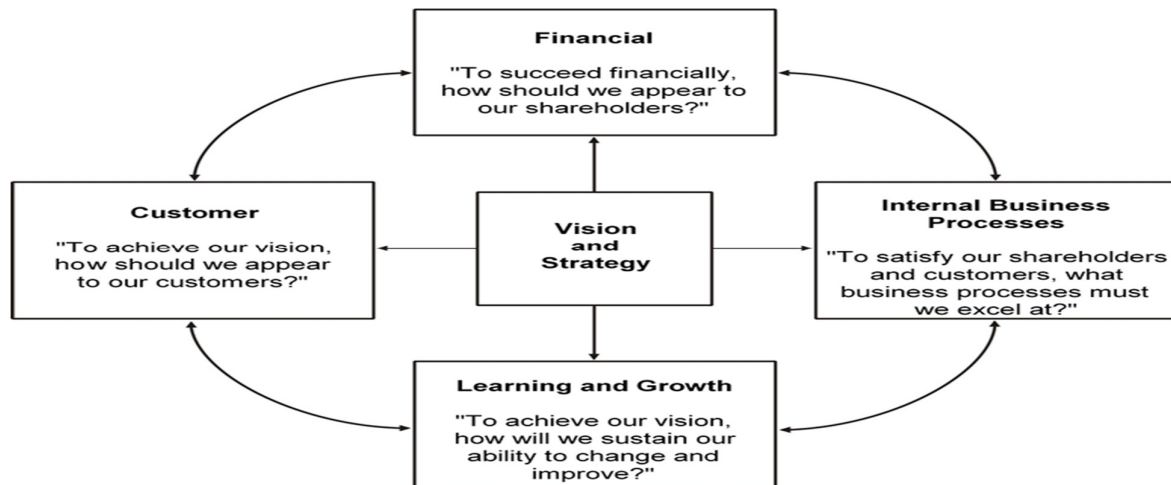 Financial
"To succeed financially,
how should we appear to
our shareholders?"
Customer
"To achieve our vision,
how should we appear
to our customers?"
Vision
and
Strategy
Internal Business
Processes
"To satisfy our shareholders
and customers, what
business processes must
we excel at?"
Learning and Growth
"To achieve our vision,
how will we sustain our
ability to change and
improve?"